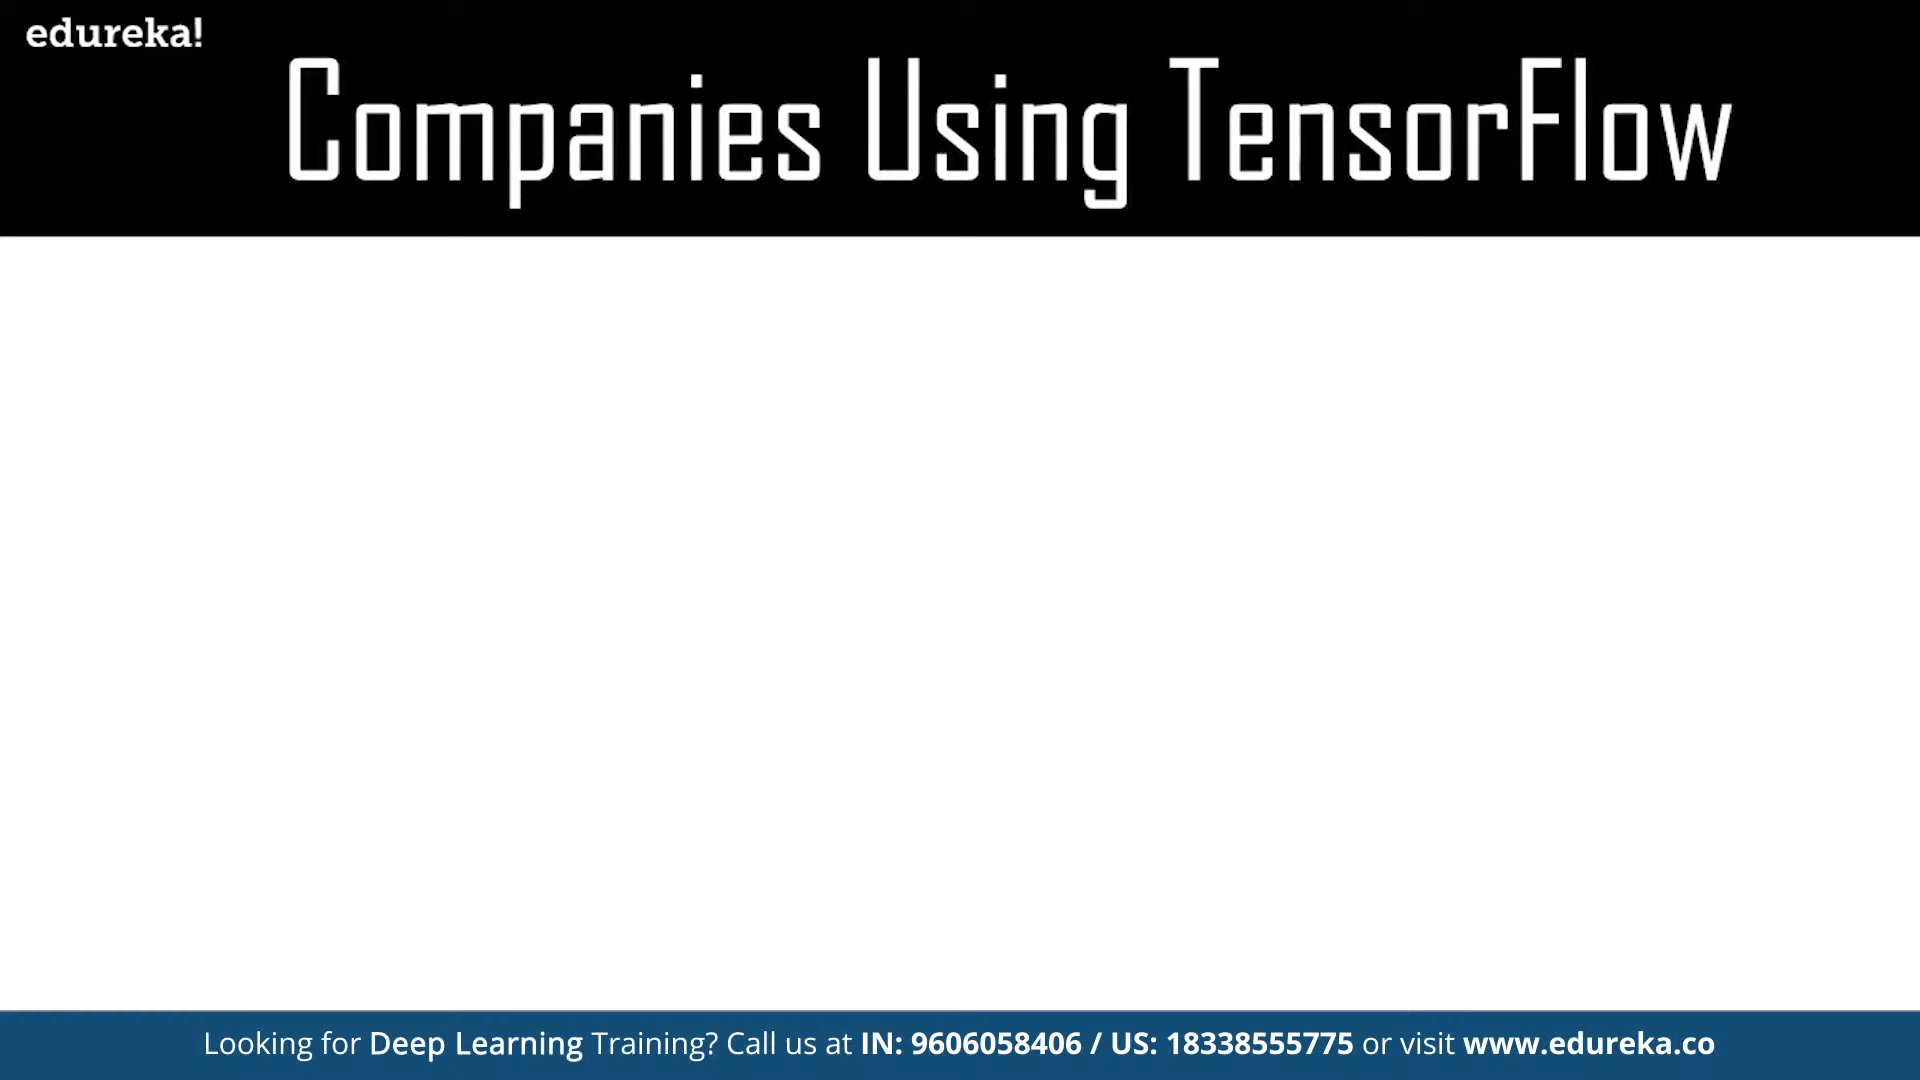 edureka!
Companies Using TensorFlow
Looking for Deep Learning Training? Call us at IN: 9606058406 / US: 18338555775 or visit www.edureka.co